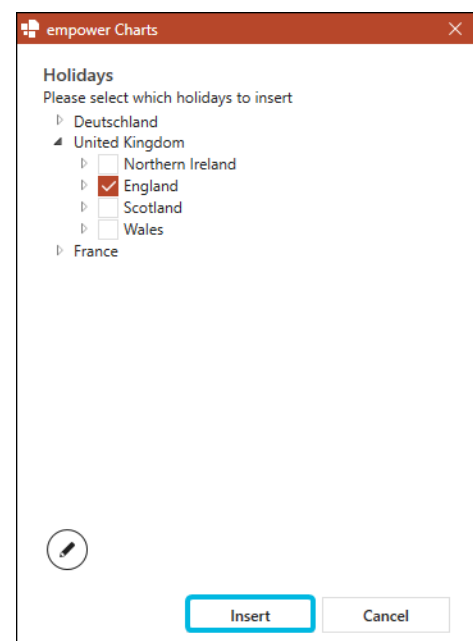 empower Charts
Holidays
Please select which holidays to insert
Deutschland
United Kingdom
Northern Ireland
England
Scotland
Wales
France
Insert Cancel